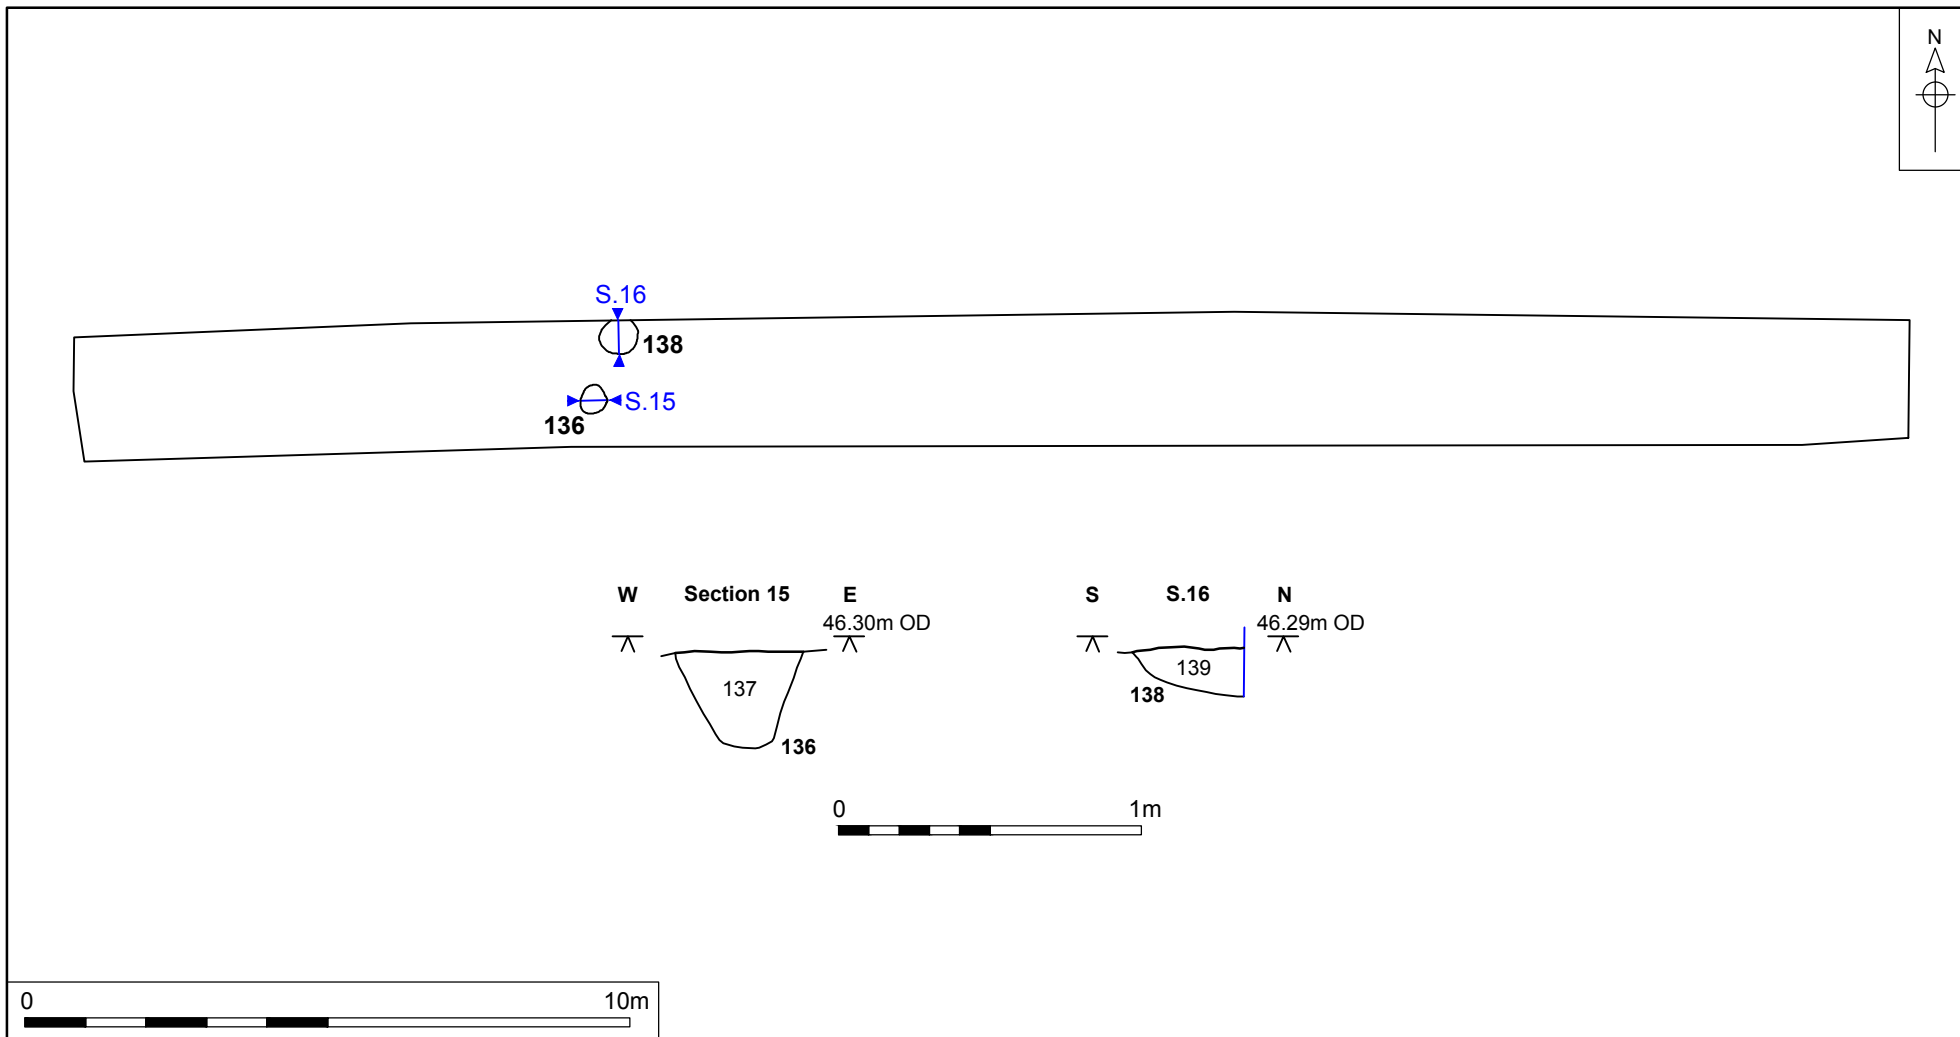 N
S.16
138
S.15
136
W Section 15 E
46.30m OD
137
136
S S.16 N
46.29m OD
139
138
0 1m
0 10m